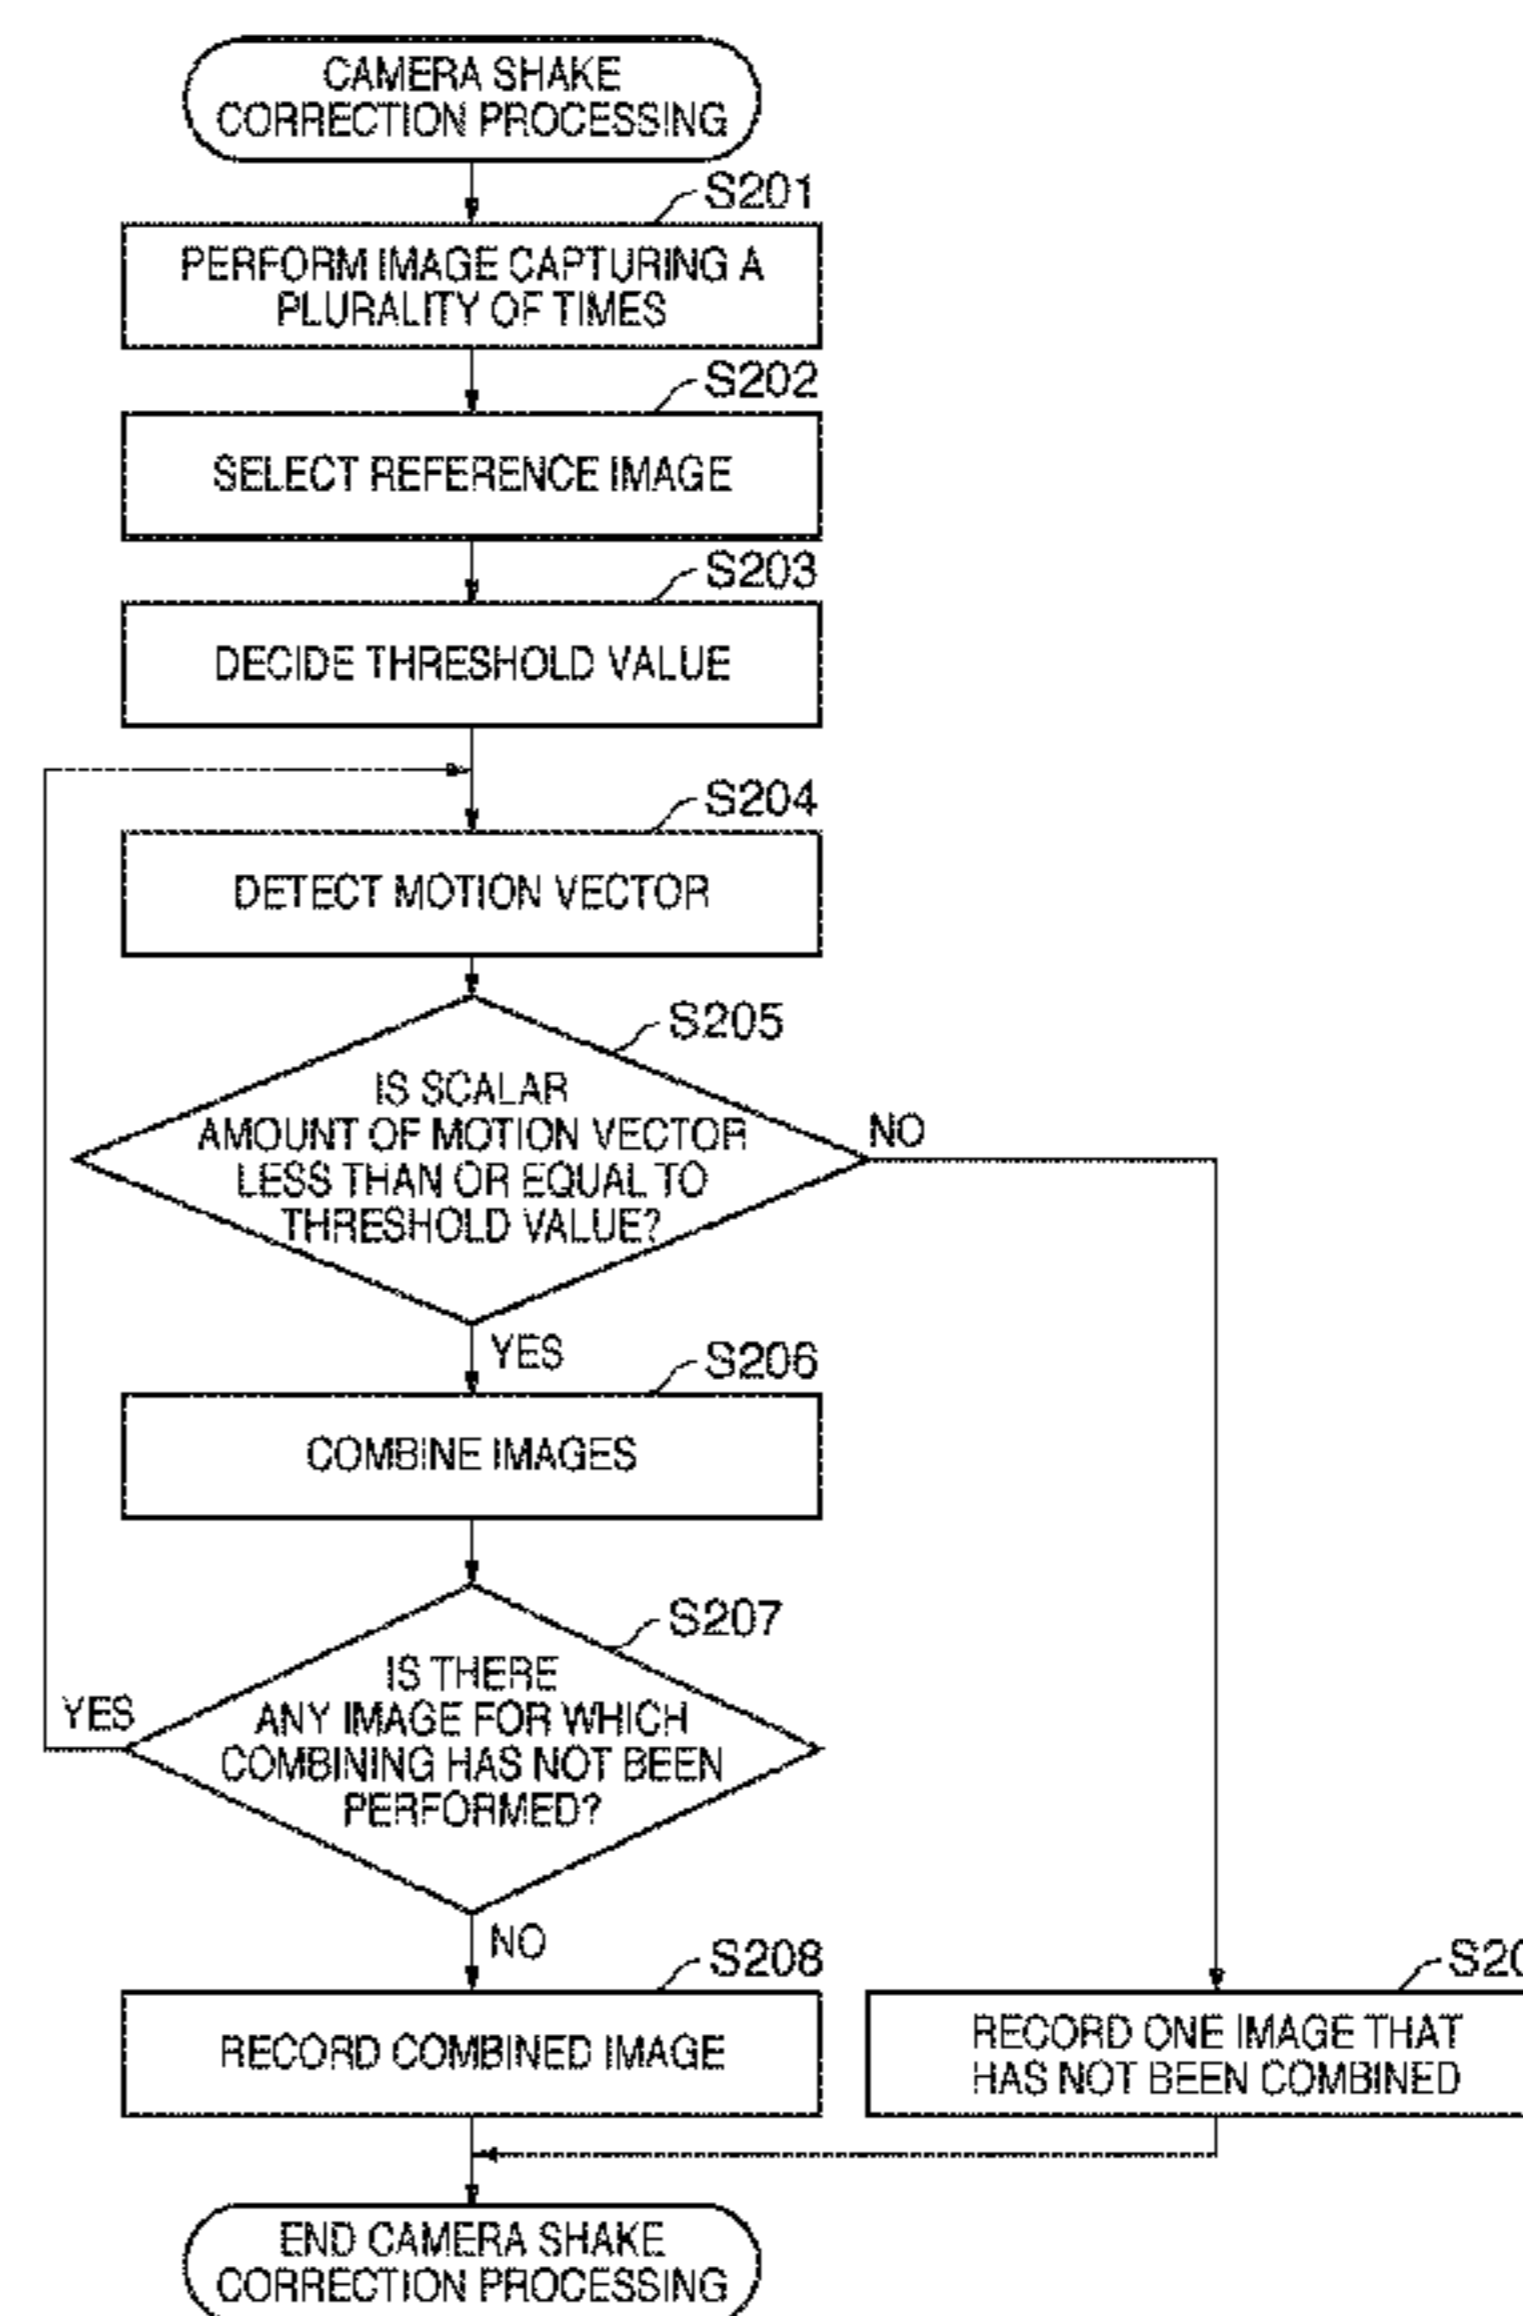 CAMERA SHAKE
CORRECTION PROCESSING
S201
PERFORM IMAGE CAPTURING A
PLURALITY OF TIMES
S202
SELECT REFERENCE IMAGE
S203
DECIDE THRESHOLD VALUE
S204
DETECT MOTION VECTOR
S205
IS SCALAR
AMOUNT OF MOTION VECTOR
LESS THAN OR EQUAL TO
THRESHOLD VALUE?
NO
YES
S206
COMBINE IMAGES
S207
IS THERE
ANY IMAGE FOR WHICH
COMBINING HAS NOT BEEN
PERFORMED?
YES
NO
S208
RECORD COMBINED IMAGE
RECORD ONE IMAGE THAT
HAS NOT BEEN COMBINED
END CAMERA SHAKE
CORRECTION PROCESSING